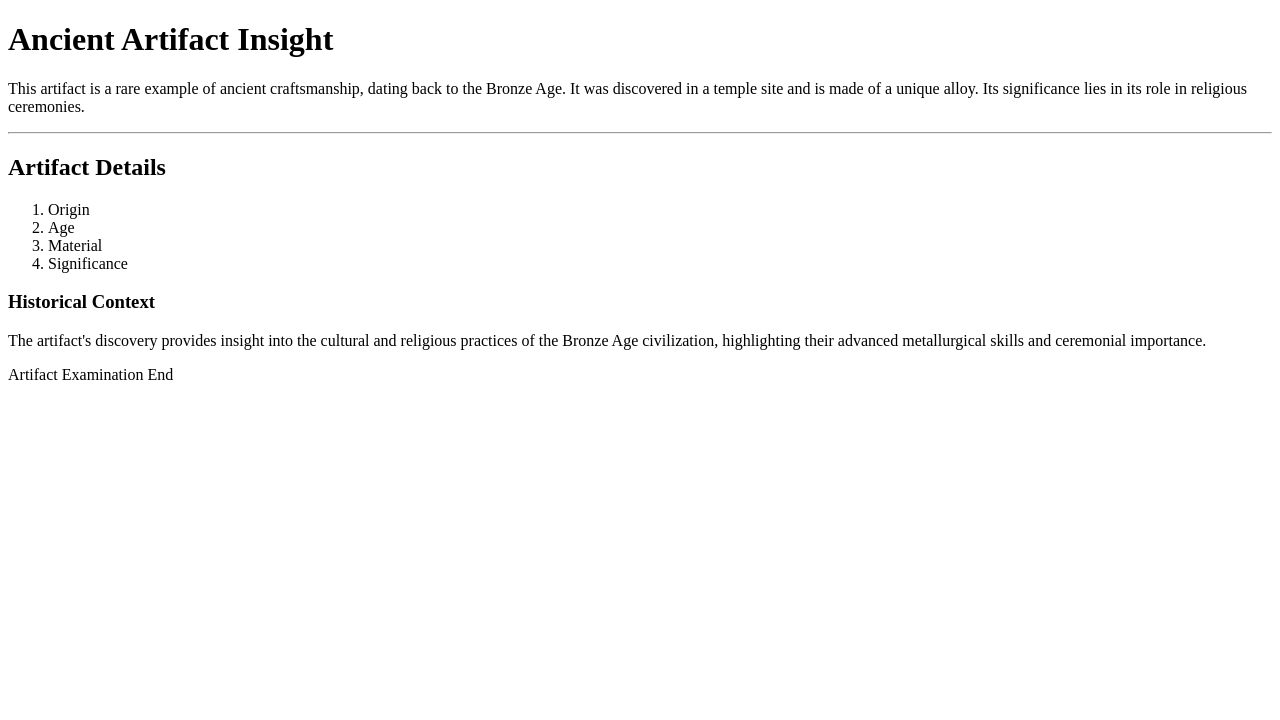 Ancient Artifact Insight
This artifact is a rare example of ancient craftsmanship, dating back to the Bronze Age. It was discovered in a temple site and is made of a unique alloy. Its significance lies in its role in religious
ceremonies.
Artifact Details
1. Origin
2. Age
3. Material
4. Significance
Historical Context
The artifact's discovery provides insight into the cultural and religious practices of the Bronze Age civilization, highlighting their advanced metallurgical skills and ceremonial importance.
Artifact Examination End